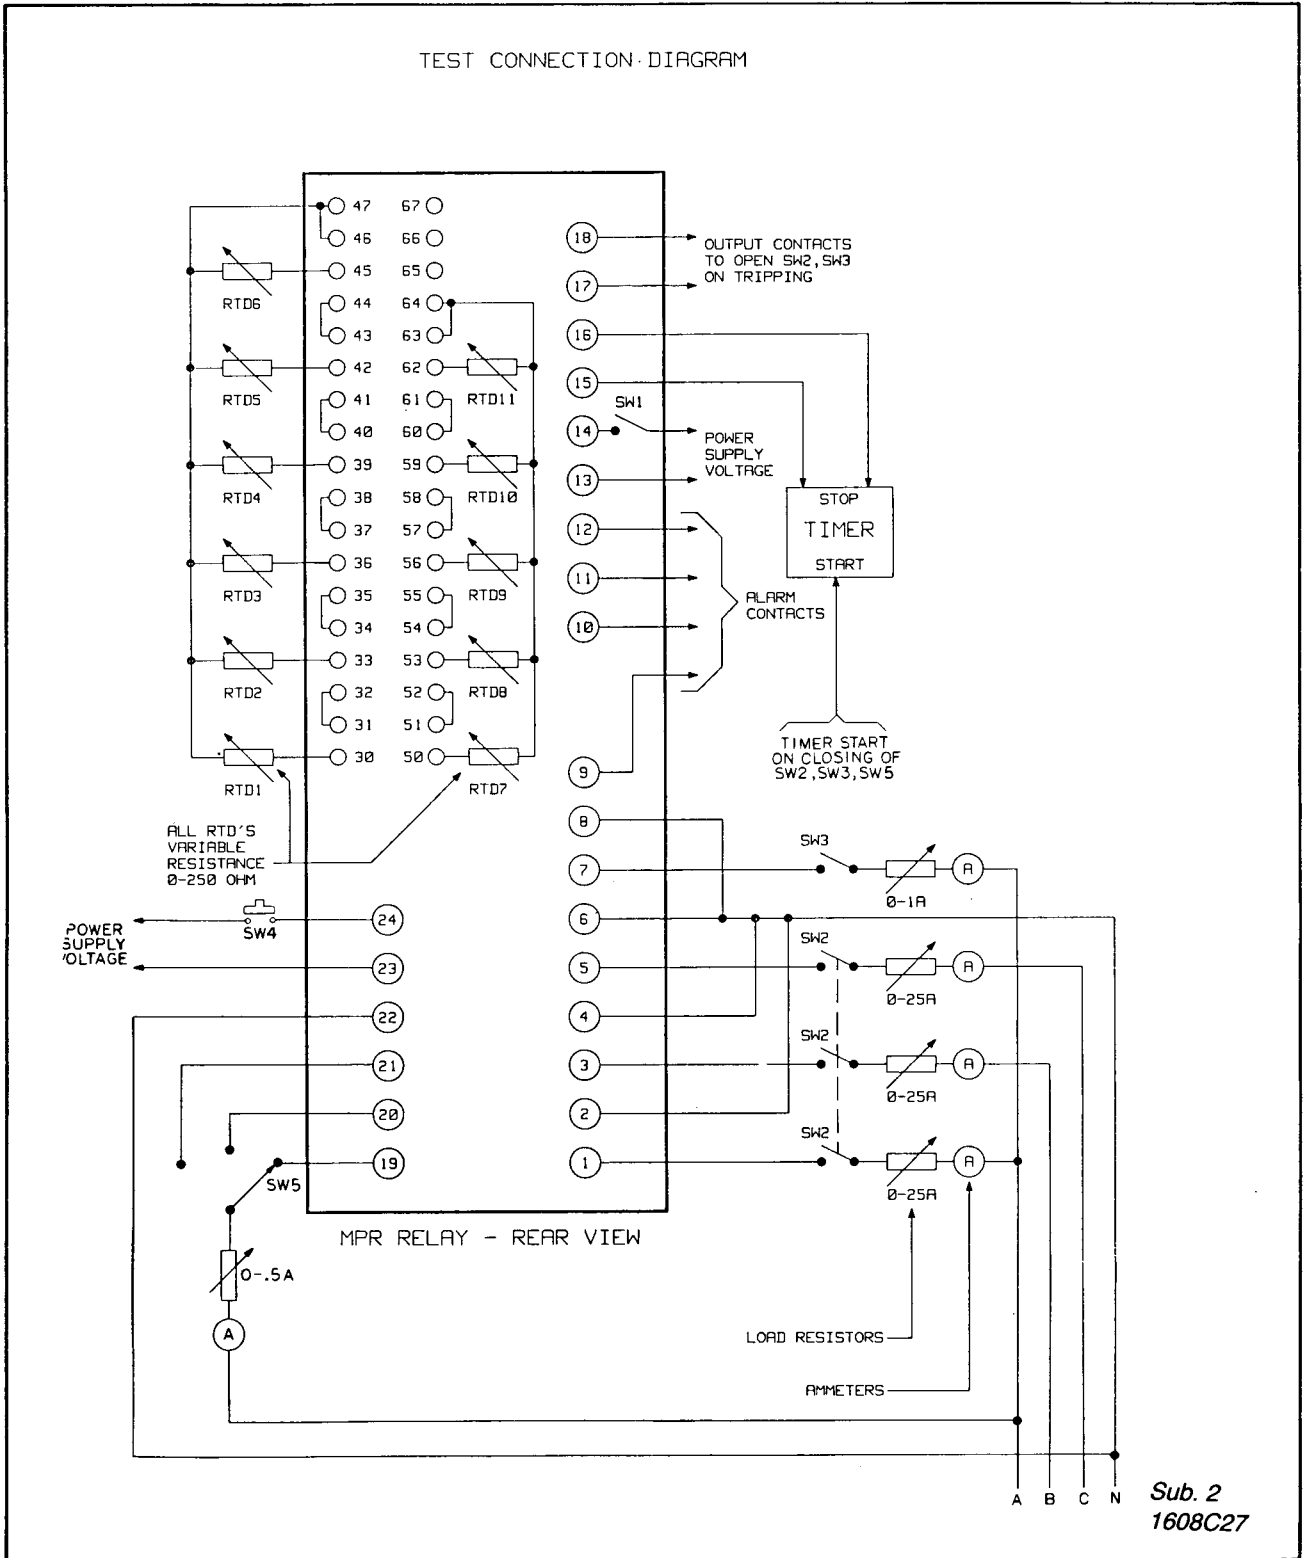 TEST CONNECTION DIAGRAM
47 67
46 66
45 65
RTD6
44 64
43 63
42 62
RTD5 RTD11
41 61
40 60
39 59
RTD4 RTD10
38 58
37 57
36 56
RTD3 RTD9
35 55
34 54
33 53
RTD2 RTD8
32 52
31 51
30 50
RTD1 RTD7
18
17
OUTPUT CONTACTS
TO OPEN SW2,SW3
ON TRIPPING
16
15
SW1
14
13
POWER
SUPPLY
VOLTAGE
STOP
TIMER
START
12
11
10
9
ALARM
CONTACTS
TIMER START
ON CLOSING OF
SW2,SW3,SW5
ALL RTD'S
VARIABLE
RESISTANCE
0-250 OHM
8
7
SW3
A
0-1A
6
5
SW2
A
0-25A
4
3
SW2
A
0-25A
2
1
SW2
A
0-25A
24
SW4
POWER
SUPPLY
VOLTAGE
23
22
21
20
19
SW5
MPR RELAY - REAR VIEW
0-.5A
A
LOAD RESISTORS
AMMETERS
A B C N
Sub. 2
1608C27